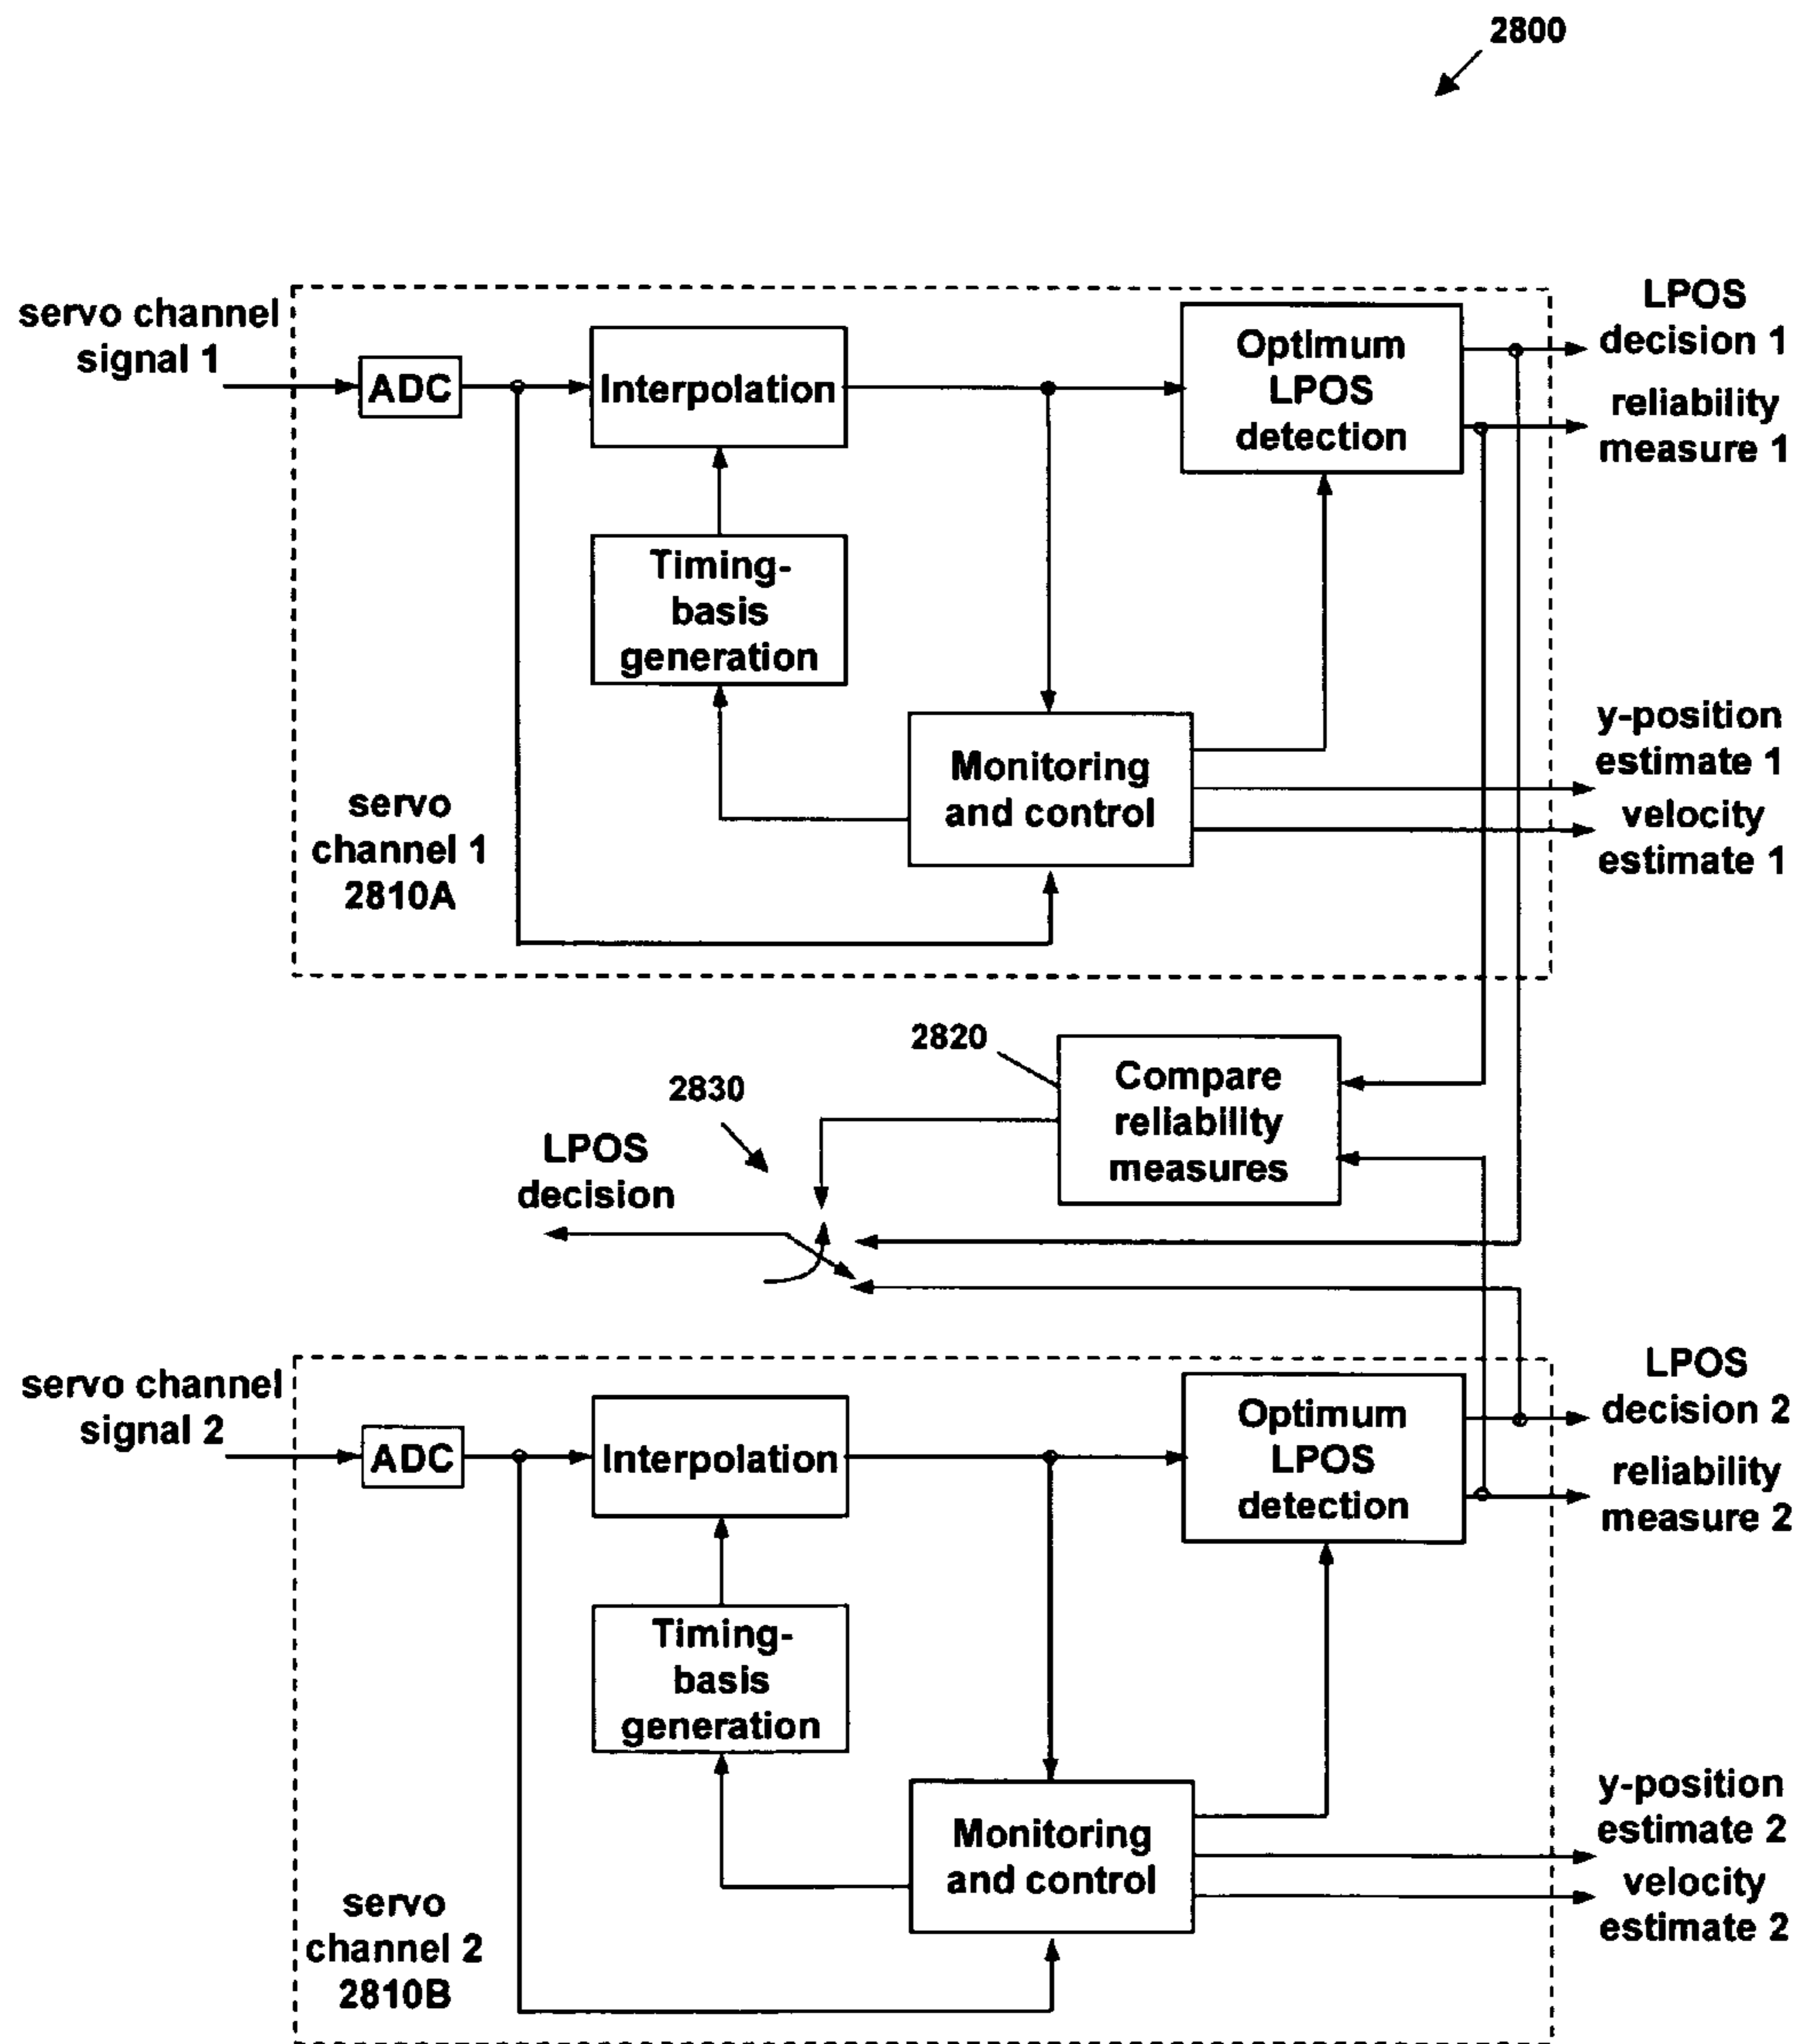 2800
servo channel
signal 1
ADC
Interpolation
Optimum
LPOS
detection
LPOS
decision 1
reliability
measure 1
Timing-
basis
generation
Monitoring
and control
y-position
estimate 1
velocity
estimate 1
servo
channel 1
2810A
2820
Compare
reliability
measures
2830
LPOS
decision
servo channel
signal 2
ADC
Interpolation
Optimum
LPOS
detection
LPOS
decision 2
reliability
measure 2
Timing-
basis
generation
Monitoring
and control
y-position
estimate 2
velocity
estimate 2
servo
channel 2
2810B